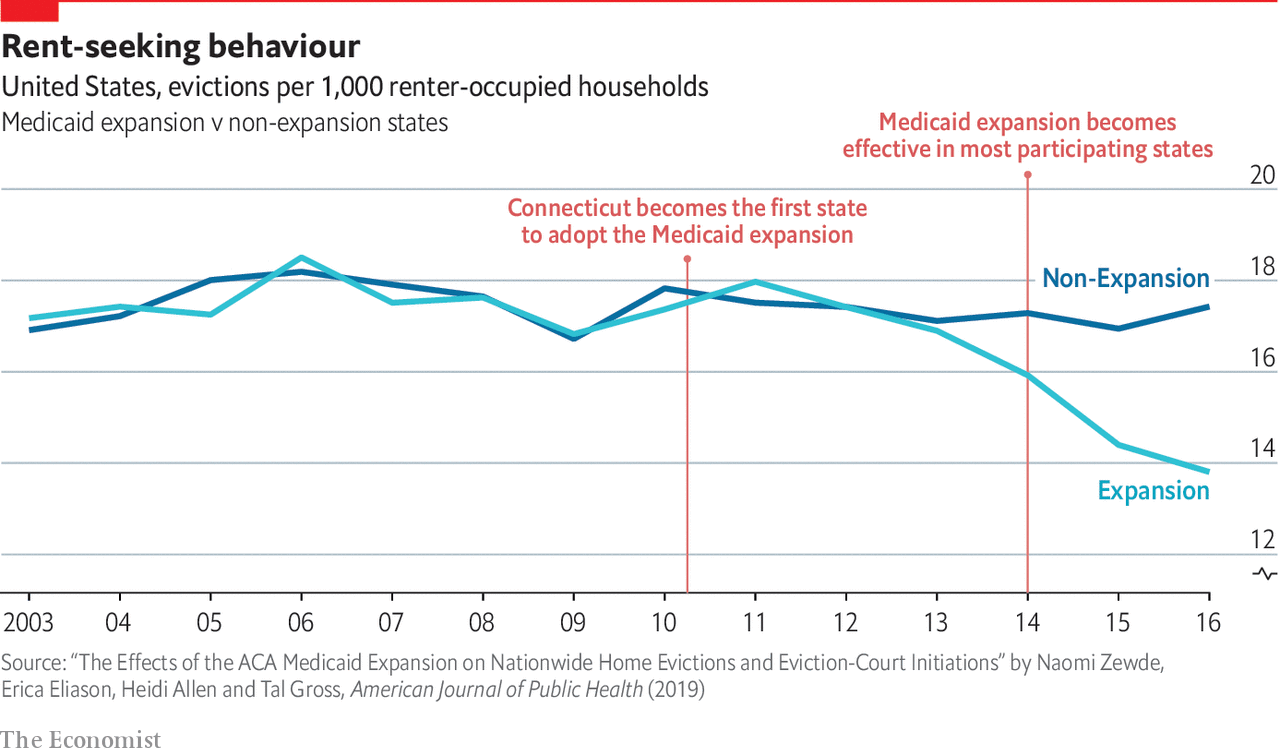 Rent-seeking behaviour
United States, evictions per 1,000 renter-occupied households
Medicaid expansion v non-expansion states
Medicaid expansion becomes
effective in most participating states
Connecticut becomes the first state
to adopt the Medicaid expansion
20
18
Non-Expansion
16
14
Expansion
12
2003 04 05 06 07 08 09 10 11 12 13 14 15 16
Source: “The Effects of the ACA Medicaid Expansion on Nationwide Home Evictions and Eviction-Court Initiations” by Naomi Zewde,
Erica Eliason, Heidi Allen and Tal Gross, American Journal of Public Health (2019)
The Economist